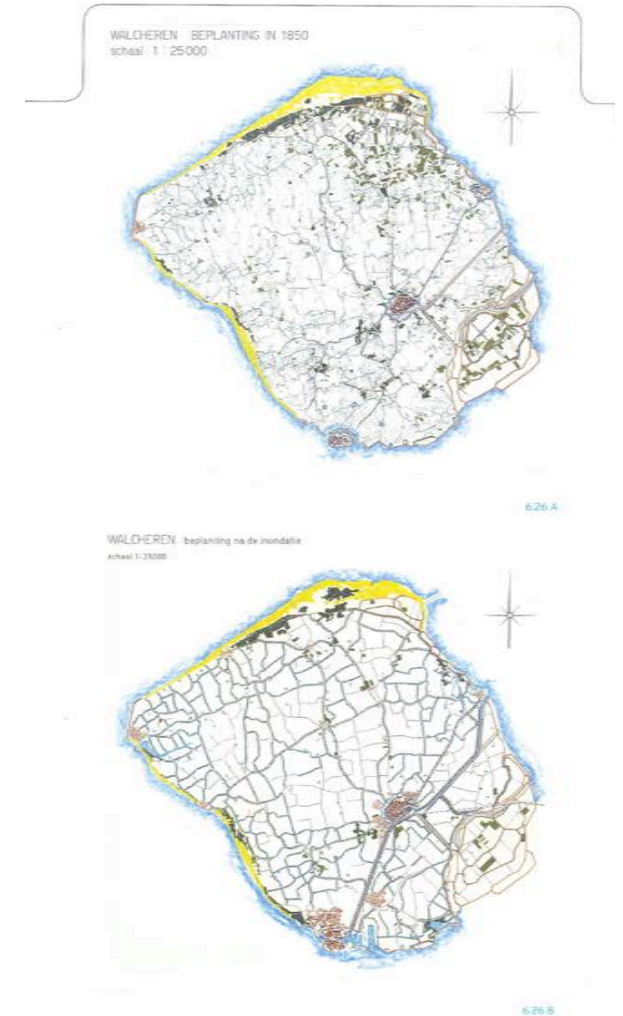 WALCHEREN BEPLANTING IN 1850
schaal 1 : 25000
6.26 A
WALCHEREN beplanting na de inundatie
schaal 1:25000
6.26 B